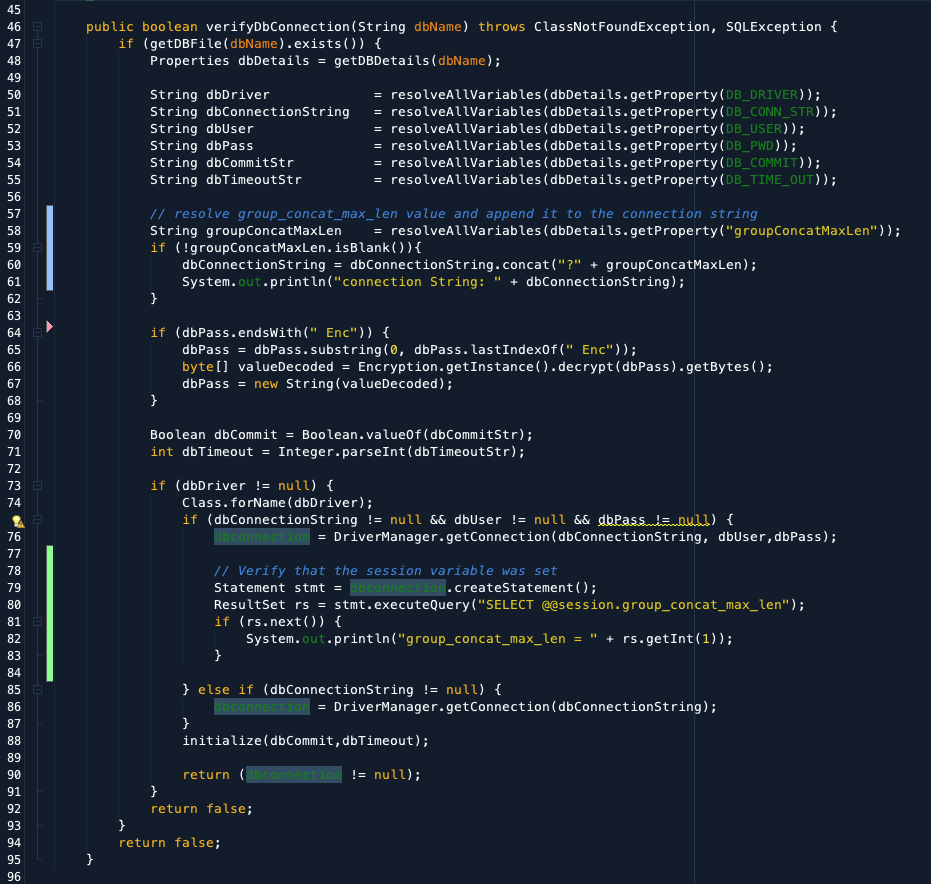 45
46 public boolean verifyDbConnection(String dbName) throws ClassNotFoundException, SQLException {
47 if (getDBFile(dbName).exists()) {
48 Properties dbDetails = getDBDetails(dbName);
49
50 String dbDriver = resolveAllVariables(dbDetails.getProperty(DB_DRIVER));
51 String dbConnectionString = resolveAllVariables(dbDetails.getProperty(DB_CONN_STR));
52 String dbUser = resolveAllVariables(dbDetails.getProperty(DB_USER));
53 String dbPass = resolveAllVariables(dbDetails.getProperty(DB_PWD));
54 String dbCommitStr = resolveAllVariables(dbDetails.getProperty(DB_COMMIT));
55 String dbTimeoutStr = resolveAllVariables(dbDetails.getProperty(DB_TIME_OUT));
56
57 // resolve group_concat_max_len value and append it to the connection string
58 String groupConcatMaxLen = resolveAllVariables(dbDetails.getProperty("groupConcatMaxLen"));
59 if (!groupConcatMaxLen.isBlank()){
60 dbConnectionString = dbConnectionString.concat("?" + groupConcatMaxLen);
61 System.out.println("connection String: " + dbConnectionString);
62 }
63
64 if (dbPass.endsWith(" Enc")) {
65 dbPass = dbPass.substring(0, dbPass.lastIndexOf(" Enc"));
66 byte[] valueDecoded = Encryption.getInstance().decrypt(dbPass).getBytes();
67 dbPass = new String(valueDecoded);
68 }
69
70 Boolean dbCommit = Boolean.valueOf(dbCommitStr);
71 int dbTimeout = Integer.parseInt(dbTimeoutStr);
72
73 if (dbDriver != null) {
74 Class.forName(dbDriver);
if (dbConnectionString != null && dbUser != null && dbPass != null) {
76 dbconnection = DriverManager.getConnection(dbConnectionString, dbUser,dbPass);
77
78 // Verify that the session variable was set
79 Statement stmt = dbconnection.createStatement();
80 ResultSet rs = stmt.executeQuery("SELECT @@session.group_concat_max_len");
81 if (rs.next()) {
82 System.out.println("group_concat_max_len = " + rs.getInt(1));
83 }
84
85 } else if (dbConnectionString != null) {
86 dbconnection = DriverManager.getConnection(dbConnectionString);
87 }
88 initialize(dbCommit,dbTimeout);
89
90 return (dbconnection != null);
91 }
92 return false;
93 }
94 return false;
95 }
96